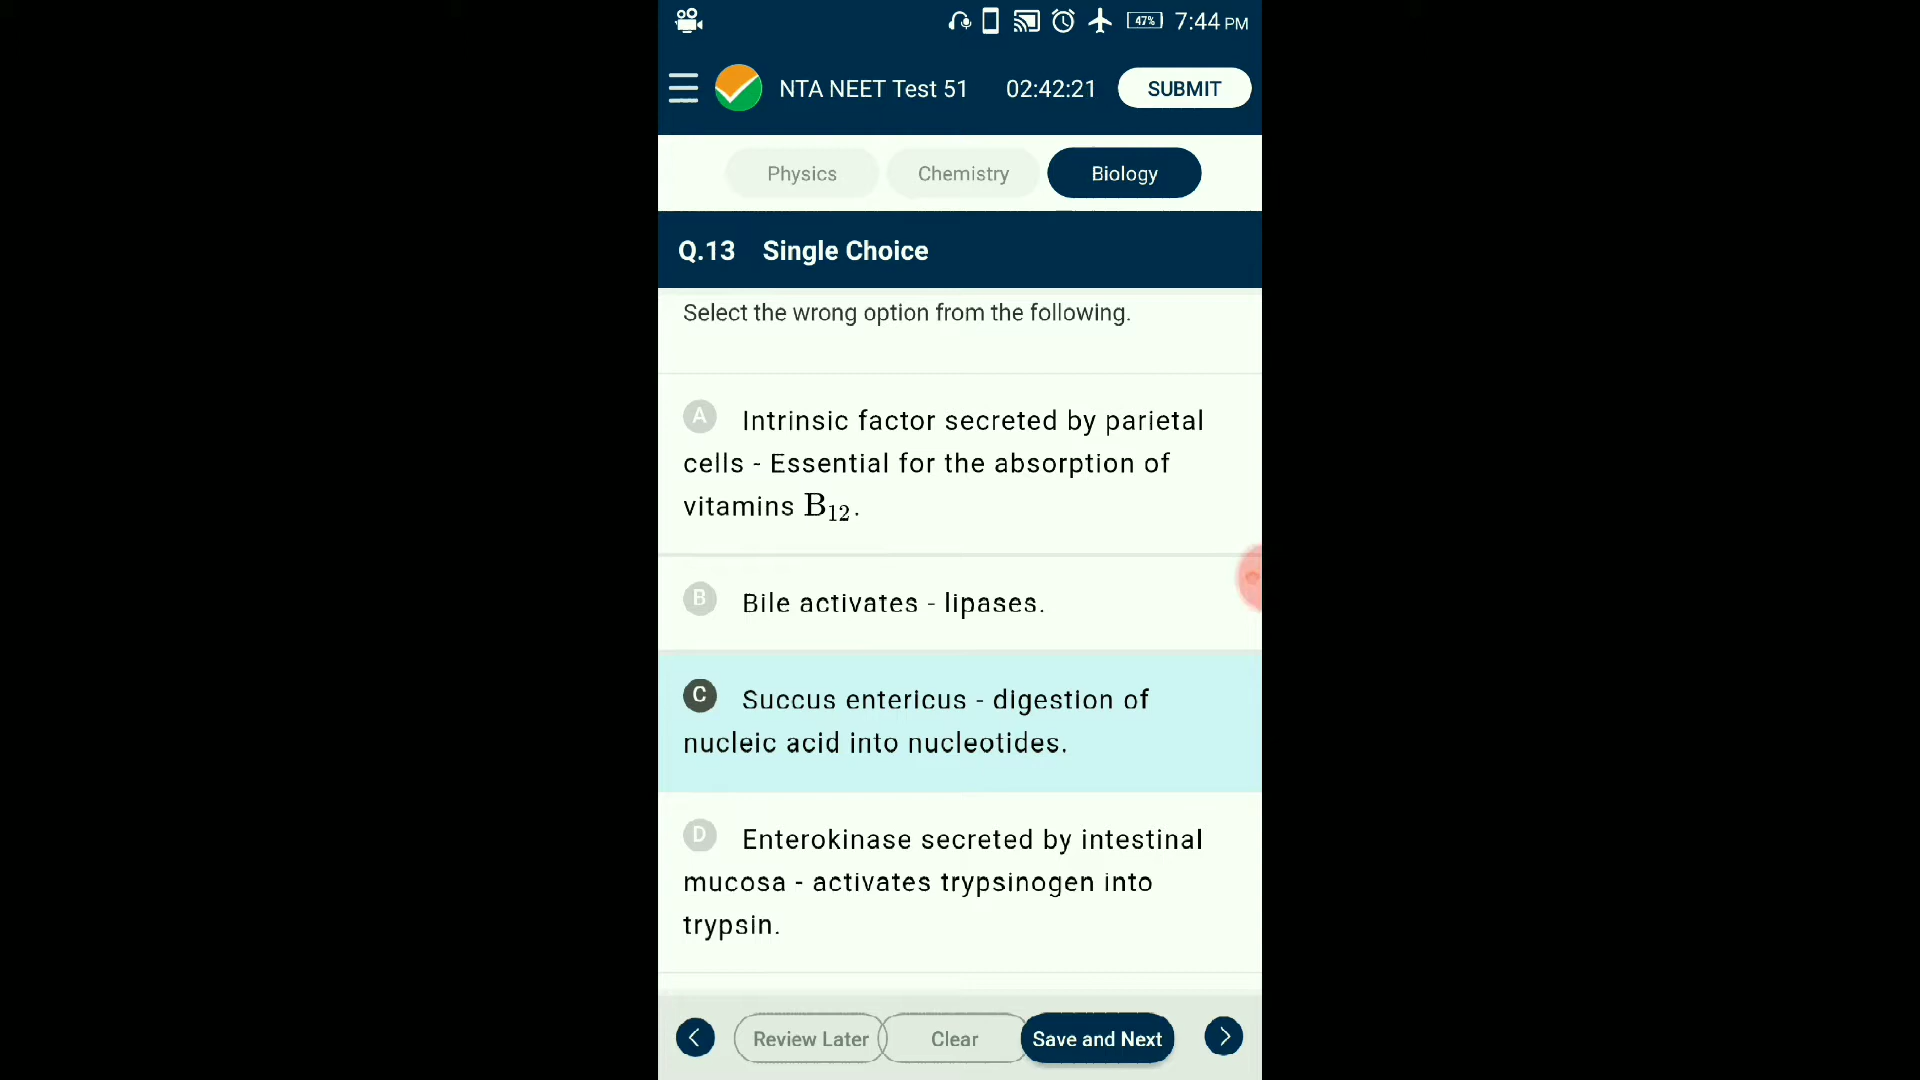 47% 7:44 PM
NTA NEET Test 51 02:42:21 SUBMIT
Physics Chemistry Biology
Q.13 Single Choice
Select the wrong option from the following.
A Intrinsic factor secreted by parietal
cells - Essential for the absorption of
vitamins B₁₂.
B Bile activates - lipases.
C Succus entericus - digestion of
nucleic acid into nucleotides.
D Enterokinase secreted by intestinal
mucosa - activates trypsinogen into
trypsin.
Review Later Clear Save and Next